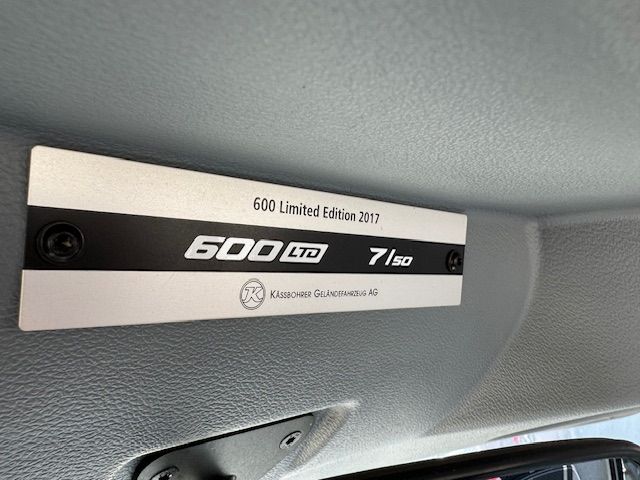 600 Limited Edition 2017
600 LTD 7/50
K KÄSSBOHRER GELÄNDEFAHRZEUG AG